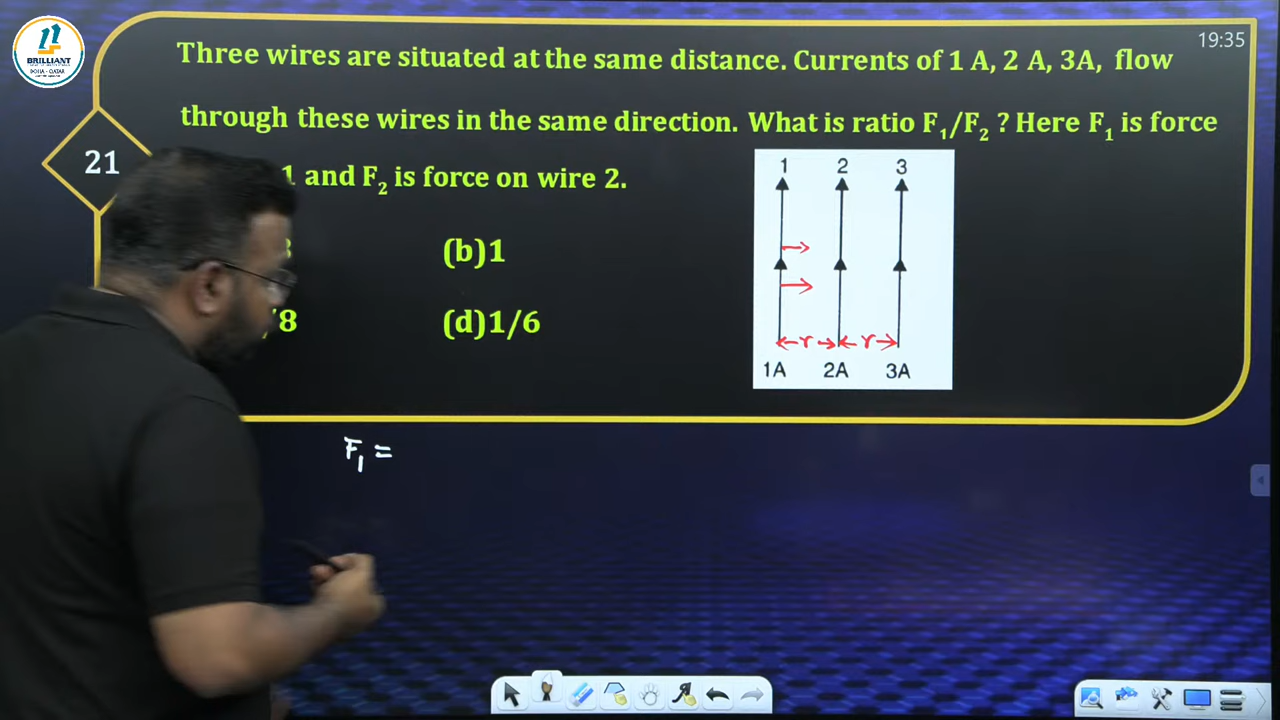 BRILLIANT
DOHA - QATAR
19:35
Three wires are situated at the same distance. Currents of 1 A, 2 A, 3A, flow
through these wires in the same direction. What is ratio F₁/F₂ ? Here F₁ is force
21
1 and F₂ is force on wire 2.
(b)1
/8
(d)1/6
1 2 3
r r
1A 2A 3A
F₁ =